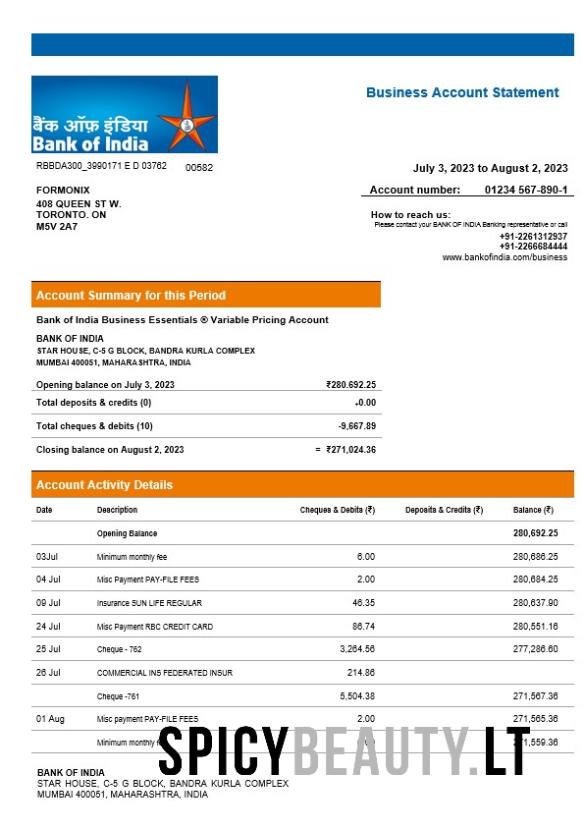 बैंक ऑफ़ इंडिया
Bank of India
Business Account Statement
RBBDA300_3990171 E D 03762 00582
July 3, 2023 to August 2, 2023
FORMONIX
408 QUEEN ST W.
TORONTO. ON
M5V 2A7
Account number: 01234 567-890-1
How to reach us:
Please contact your BANK OF INDIA Banking representative or call
+91-2261312937
+91-2266684444
www.bankofindia.com/business
Account Summary for this Period
Bank of India Business Essentials ® Variable Pricing Account
BANK OF INDIA
STAR HOUSE, C-5 G BLOCK, BANDRA KURLA COMPLEX
MUMBAI 400051, MAHARASHTRA, INDIA
Opening balance on July 3, 2023 ₹280.692.25
Total deposits & credits (0) +0.00
Total cheques & debits (10) -9,667.89
Closing balance on August 2, 2023 = ₹271,024.36
Account Activity Details
Date Description Cheques & Debits (₹) Deposits & Credits (₹) Balance (₹)
Opening Balance 280,692.25
03Jul Minimum monthly fee 6.00 280,686.25
04 Jul Misc Payment PAY-FILE FEES 2.00 280,684.25
09 Jul Insurance SUN LIFE REGULAR 46.35 280,637.90
24 Jul Misc Payment RBC CREDIT CARD 86.74 280,551.16
25 Jul Cheque - 762 3,264.56 277,286.60
26 Jul COMMERCIAL INS FEDERATED INSUR 214.86
Cheque -761 5,504.38 271,567.36
01 Aug Misc payment PAY-FILE FEES 2.00 271,565.36
Minimum monthly
SPICYBEAUTY.LT
BANK OF INDIA
STAR HOUSE, C-5 G BLOCK, BANDRA KURLA COMPLEX
MUMBAI 400051, MAHARASHTRA, INDIA